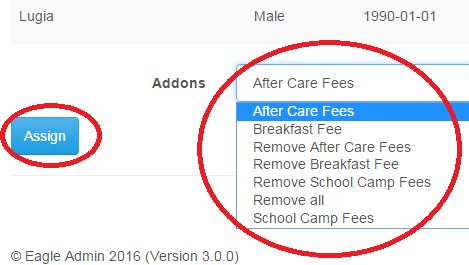 Lugia Male 1990-01-01
Addons After Care Fees
After Care Fees
Breakfast Fee
Assign
Remove After Care Fees
Remove Breakfast Fee
Remove School Camp Fees
Remove all
School Camp Fees
© Eagle Admin 2016 (Version 3.0.0)